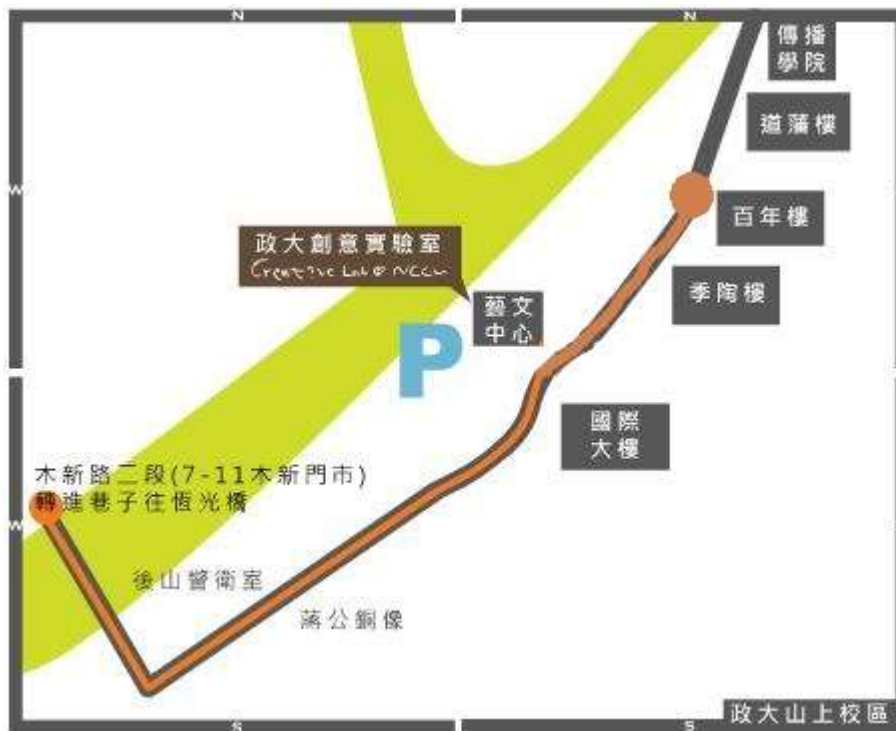 N
N
傳播
學院
道藩樓
W
百年樓
政大創意實驗室
Creative Lab @ NCCU
季陶樓
藝文
中心
P
國際
大樓
木新路二段(7-11木新門市)
轉進巷子往恆光橋
W
後山警衛室
蔣公銅像
政大山上校區
S
S